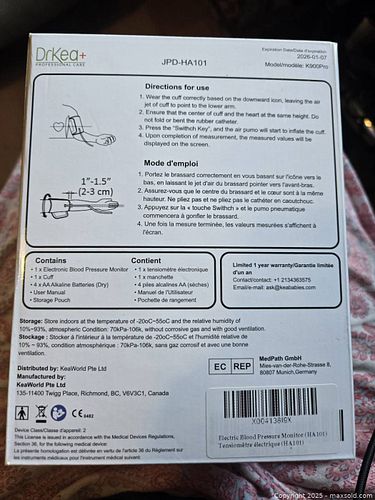 DrKea+
PROFESSIONAL CARE
JPD-HA101
Expiration Date/Date d'expiration
2026-01-07
Model/modèle: K900Pro
Directions for use
1. Wear the cuff correctly based on the downward icon, leaving the air
jet of cuff to point to the lower arm.
2. Ensure that the center of cuff and the heart at the same height. Do
not fold or bent the rubber catheter.
3. Press the "Swithch Key", and the air pump will start to inflate the cuff.
4. Upon completion of measurement, the measured values will be
displayed on the screen.
1"-1.5"
(2-3 cm)
Mode d'emploi
1. Portez le brassard correctement en vous basant sur l'icône vers le
bas, en laissant le jet d'air du brassard pointer vers l'avant-bras.
2. Assurez-vous que le centre du brassard et le cœur sont à la même
hauteur. Ne pliez pas et ne pliez pas le cathéter en caoutchouc.
3. Appuyez sur la « touche Swithch » et le pump pneumatique
commencera à gonfler le brassard.
4. Une fois la mesure terminée, les valeurs mesurées s'affichent à
l'écran.
Contains
• 1 x Electronic Blood Pressure Monitor
• 1 x Cuff
• 4 x AA Alkaline Batteries (Dry)
• User Manual
• Storage Pouch
Contient
• 1 x tensiomètre électronique
• 1 x manchette
• 4 piles alcalines AA (sèches)
• Manuel de l'Utilisateur
• Pochette de rangement
Limited 1 year warranty/Garantie limitée
d'un an
Contact/contact: +1 2134363575
Email/e-mail: ask@keababies.com
Storage: Store indoors at the temperature of -20oC~55oC and the relative humidity of
10%~93%, atmospheric Condition: 70kPa-106k, without corrosive gas and with good ventilation.
Stockage : Stocker à l'intérieur à la température de -20oC~55oC et l'humidité relative de
10% ~ 93%, condition atmosphérique : 70kPa-106k, sans gaz corrosif et avec une bonne
ventilation.
Distributed by: KeaWorld Pte Ltd
Manufactured by:
KeaWorld Pte Ltd
135-11400 Twigg Place, Richmond, BC, V6V3C1, Canada
EC REP
MedPath GmbH
Mies-van-der-Rohe-Strasse 8,
80807 Munich,Germany
CE 0482
Device Class/Classe d'appareil: 2
This License is issued in accordance with the Medical Devices Regulations,
Section 36. du Règlement sur les instruments médicaux,
La présente homologation est délivrée en vertu de l'article 36 du Règlement sur
les instruments médicaux pour l'instrument médical suivant.
Electric Blood Pressure Monitor (HA101)
Tensiomètre électrique (HA101)
Copyright 2025 - maxsold.com